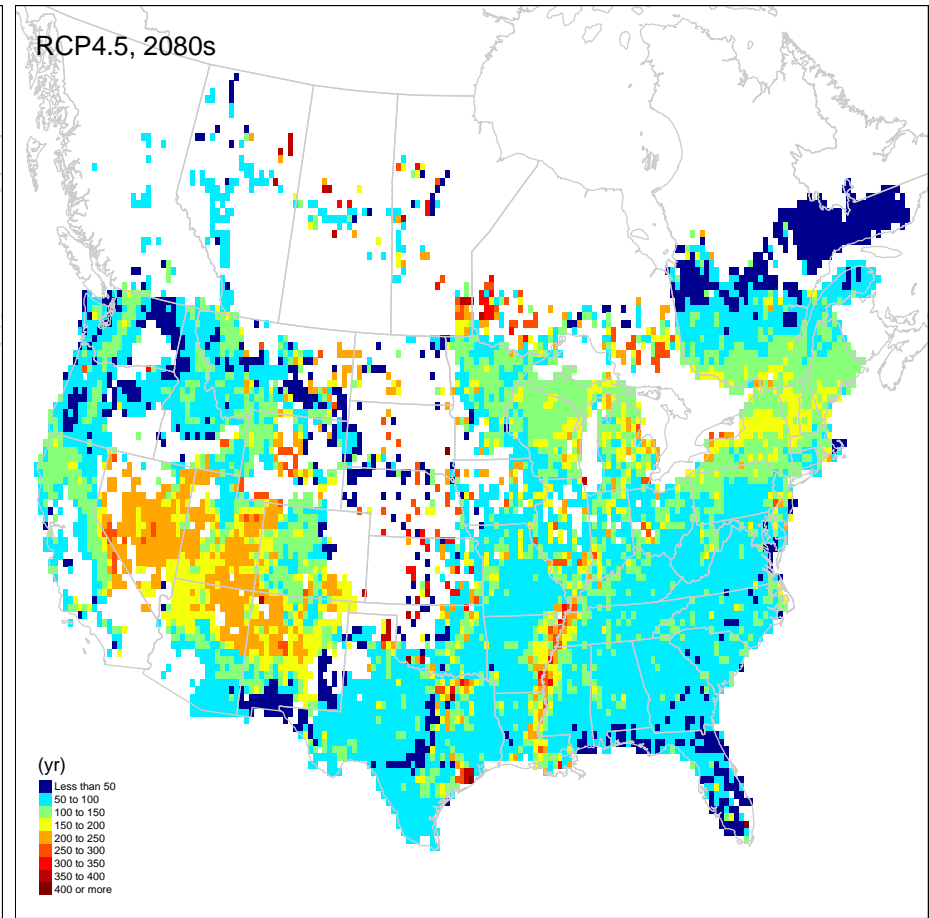 RCP4.5, 2080s
(yr)
Less than 50
50 to 100
100 to 150
150 to 200
200 to 250
250 to 300
300 to 350
350 to 400
400 or more